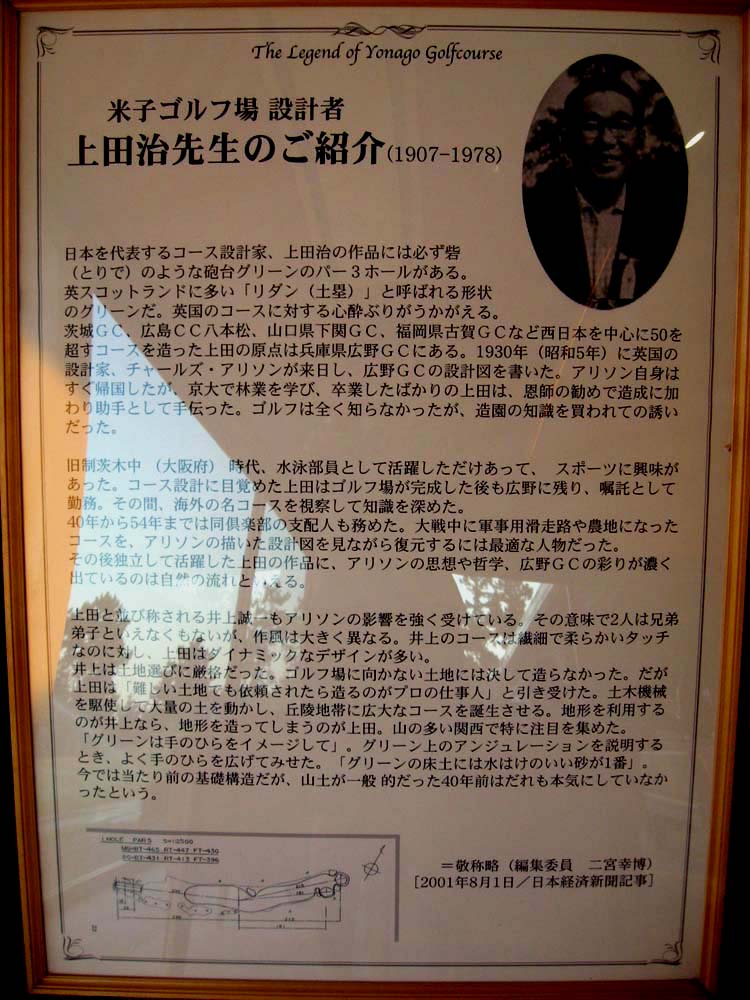 The Legend of Yonago Golfcourse
米子ゴルフ場 設計者
上田治先生のご紹介(1907-1978)
日本を代表するコース設計家、上田治の作品には必ず砦
（とりで）のような砲台グリーンのパー３ホールがある。
英スコットランドに多い「リダン（土塁）」と呼ばれる形状
のグリーンだ。英国のコースに対する心酔ぶりがうかがえる。
茨城ＧＣ、広島ＣＣ八本松、山口県下関ＧＣ、福岡県古賀ＧＣなど西日本を中心に50を
超すコースを造った上田の原点は兵庫県広野ＧＣにある。1930年（昭和5年）に英国の
設計家、チャールズ・アリソンが来日し、広野ＧＣの設計図を書いた。アリソン自身は
すぐ帰国したが、京大で林業を学び、卒業したばかりの上田は、恩師の勧めで造成に加
わり助手として手伝った。ゴルフは全く知らなかったが、造園の知識を買われての誘い
だった。
旧制茨木中 （大阪府） 時代、水泳部員として活躍しただけあって、 スポーツに興味が
あった。コース設計に目覚めた上田はゴルフ場が完成した後も広野に残り、嘱託として
勤務。その間、海外の名コースを視察して知識を深めた。
40年から54年までは同倶楽部の支配人も務めた。大戦中に軍事用滑走路や農地になった
コースを、アリソンの描いた設計図を見ながら復元するには最適な人物だった。
その後独立して活躍した上田の作品に、アリソンの思想や哲学、広野ＧＣの彩りが濃く
出ているのは自然の流れといえる。
上田と並び称される井上誠一もアリソンの影響を強く受けている。その意味で2人は兄弟
弟子といえなくもないが、作風は大きく異なる。井上のコースは繊細で柔らかいタッチ
なのに対し、上田はダイナミックなデザインが多い。
井上は土地選びに厳格だった。ゴルフ場に向かない土地には決して造らなかった。だが
上田は「難しい土地でも依頼されたら造るのがプロの仕事人」と引き受けた。土木機械
を駆使して大量の土を動かし、丘陵地帯に広大なコースを誕生させる。地形を利用する
のが井上なら、地形を造ってしまうのが上田。山の多い関西で特に注目を集めた。
「グリーンは手のひらをイメージして」。グリーン上のアンジュレーションを説明する
とき、よく手のひらを広げてみせた。「グリーンの床土には水はけのいい砂が1番」。
今では当たり前の基礎構造だが、山土が一般 的だった40年前はだれも本気にしていなか
ったという。
1HOLE PAR5 S=1:2500
MG-BT-465 RT-447 FT-430
SG-BT-431 RT-413 FT-396
＝敬称略（編集委員　二宮幸博）
［2001年8月1日／日本経済新聞記事］